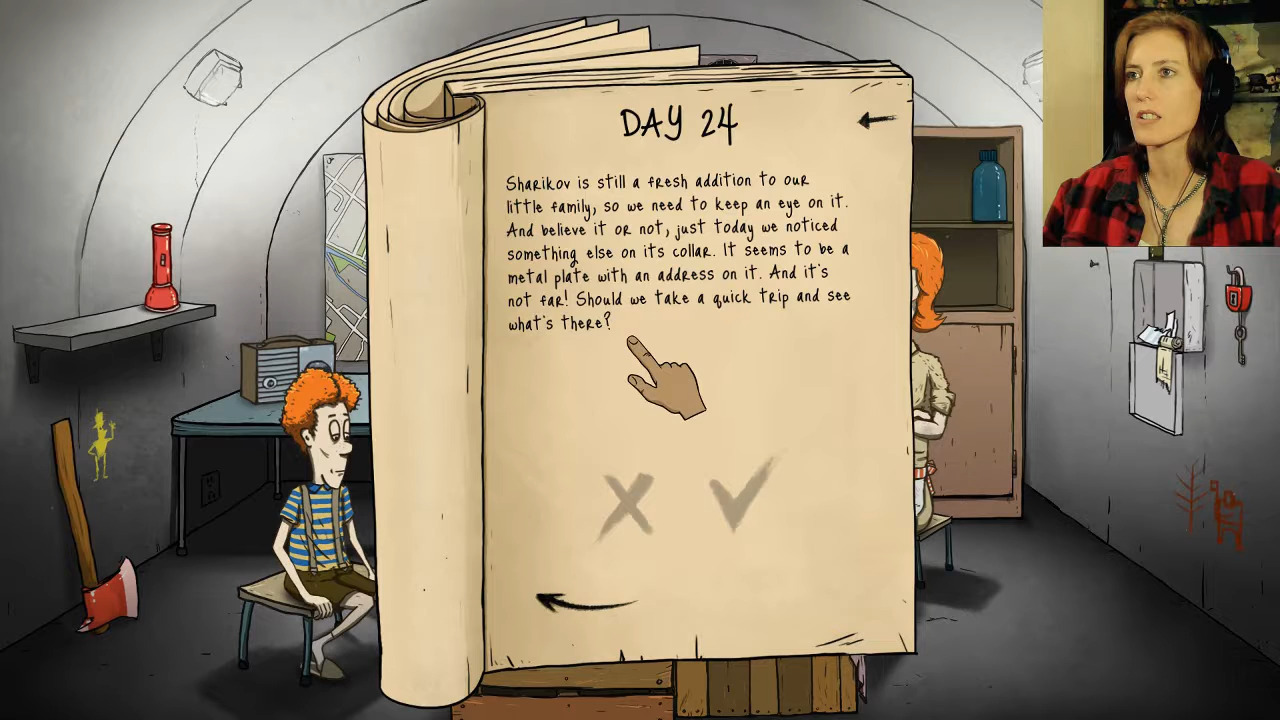 DAY 24
Sharikov is still a fresh addition to our
little family, so we need to keep an eye on it.
And believe it or not, just today we noticed
something else on its collar. It seems to be a
metal plate with an address on it. And it's
not far! Should we take a quick trip and see
what's there?